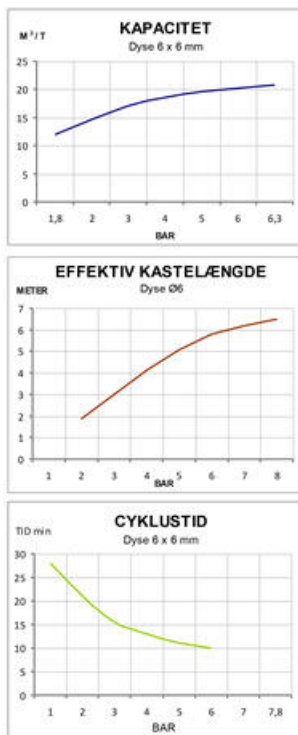 KAPACITET
M³/T
Dyse 6 x 6 mm
25
20
15
10
5
0
1,8 2 3 4 5 6 6,3
BAR
EFFEKTIV KASTELÆNGDE
METER
Dyse Ø6
7
6
5
4
3
2
1
0
1 2 3 4 5 6 7 8
BAR
CYKLUSTID
TID min
Dyse 6 x 6 mm
30
25
20
15
10
5
0
1 2 3 4 5 6 7 7,8
BAR